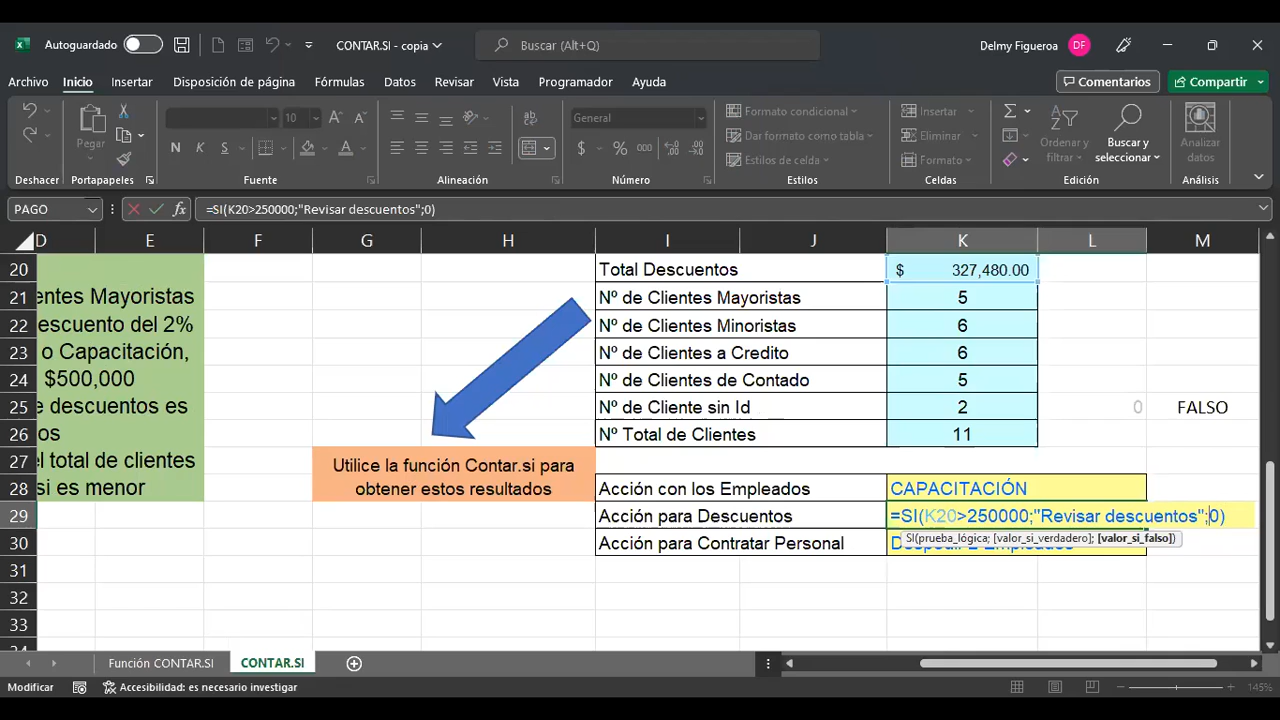 Autoguardado
CONTAR.SI - copia
Buscar (Alt+Q)
Delmy Figueroa
DF
Archivo
Inicio
Insertar
Disposición de página
Fórmulas
Datos
Revisar
Vista
Programador
Ayuda
Comentarios
Compartir
Pegar
10
N K S
General
$ % 000
Formato condicional
Dar formato como tabla
Estilos de celda
Insertar
Eliminar
Formato
Ordenar y
filtrar
Buscar y
seleccionar
Analizar
datos
Deshacer
Portapapeles
Fuente
Alineación
Número
Estilos
Celdas
Edición
Análisis
PAGO
fx
=SI(K20>250000;"Revisar descuentos";0)
D E F G H I J K L M
20 Total Descuentos $ 327,480.00
21 entes Mayoristas Nº de Clientes Mayoristas 5
22 escuento del 2% Nº de Clientes Minoristas 6
23 o Capacitación, Nº de Clientes a Credito 6
24 $500,000 Nº de Clientes de Contado 5
25 e descuentos es Nº de Cliente sin Id 2 0 FALSO
26 os Nº Total de Clientes 11
27 el total de clientes Utilice la función Contar.si para
28 si es menor obtener estos resultados Acción con los Empleados CAPACITACIÓN
29 Acción para Descuentos =SI(K20>250000;"Revisar descuentos";0)
SI(prueba_lógica; [valor_si_verdadero]; [valor_si_falso])
30 Acción para Contratar Personal
31
32
33
34
Función CONTAR.SI
CONTAR.SI
Modificar
Accesibilidad: es necesario investigar
145%